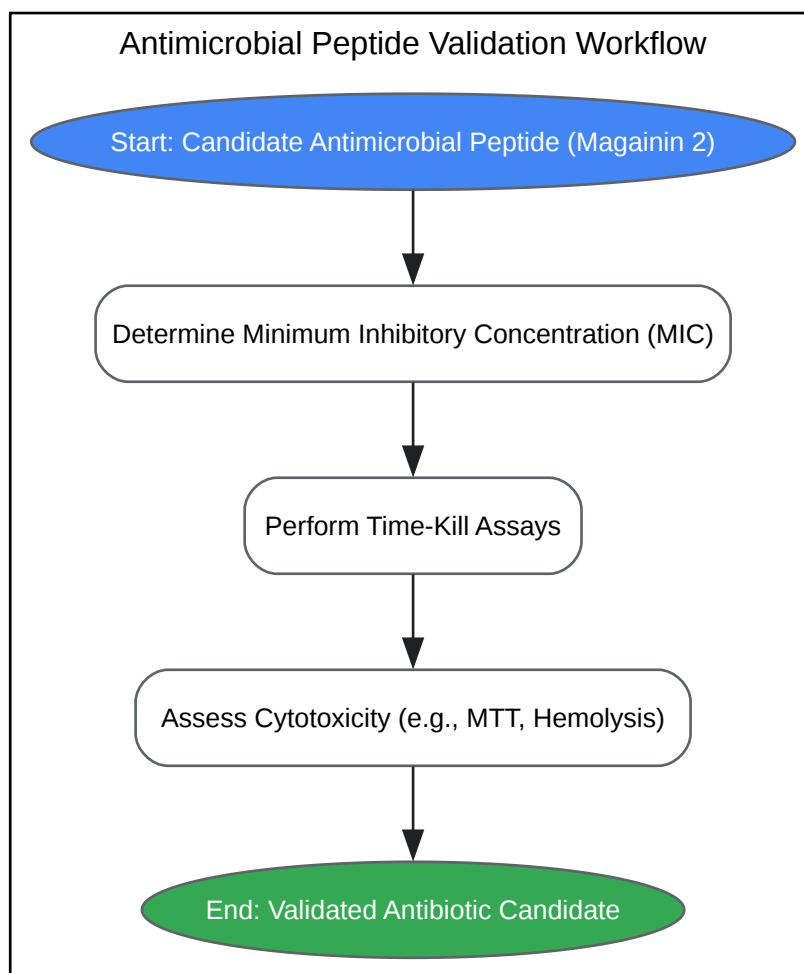 Antimicrobial Peptide Validation Workflow
Start: Candidate Antimicrobial Peptide (Magainin 2)
Determine Minimum Inhibitory Concentration (MIC)
Perform Time-Kill Assays
Assess Cytotoxicity (e.g., MTT, Hemolysis)
End: Validated Antibiotic Candidate